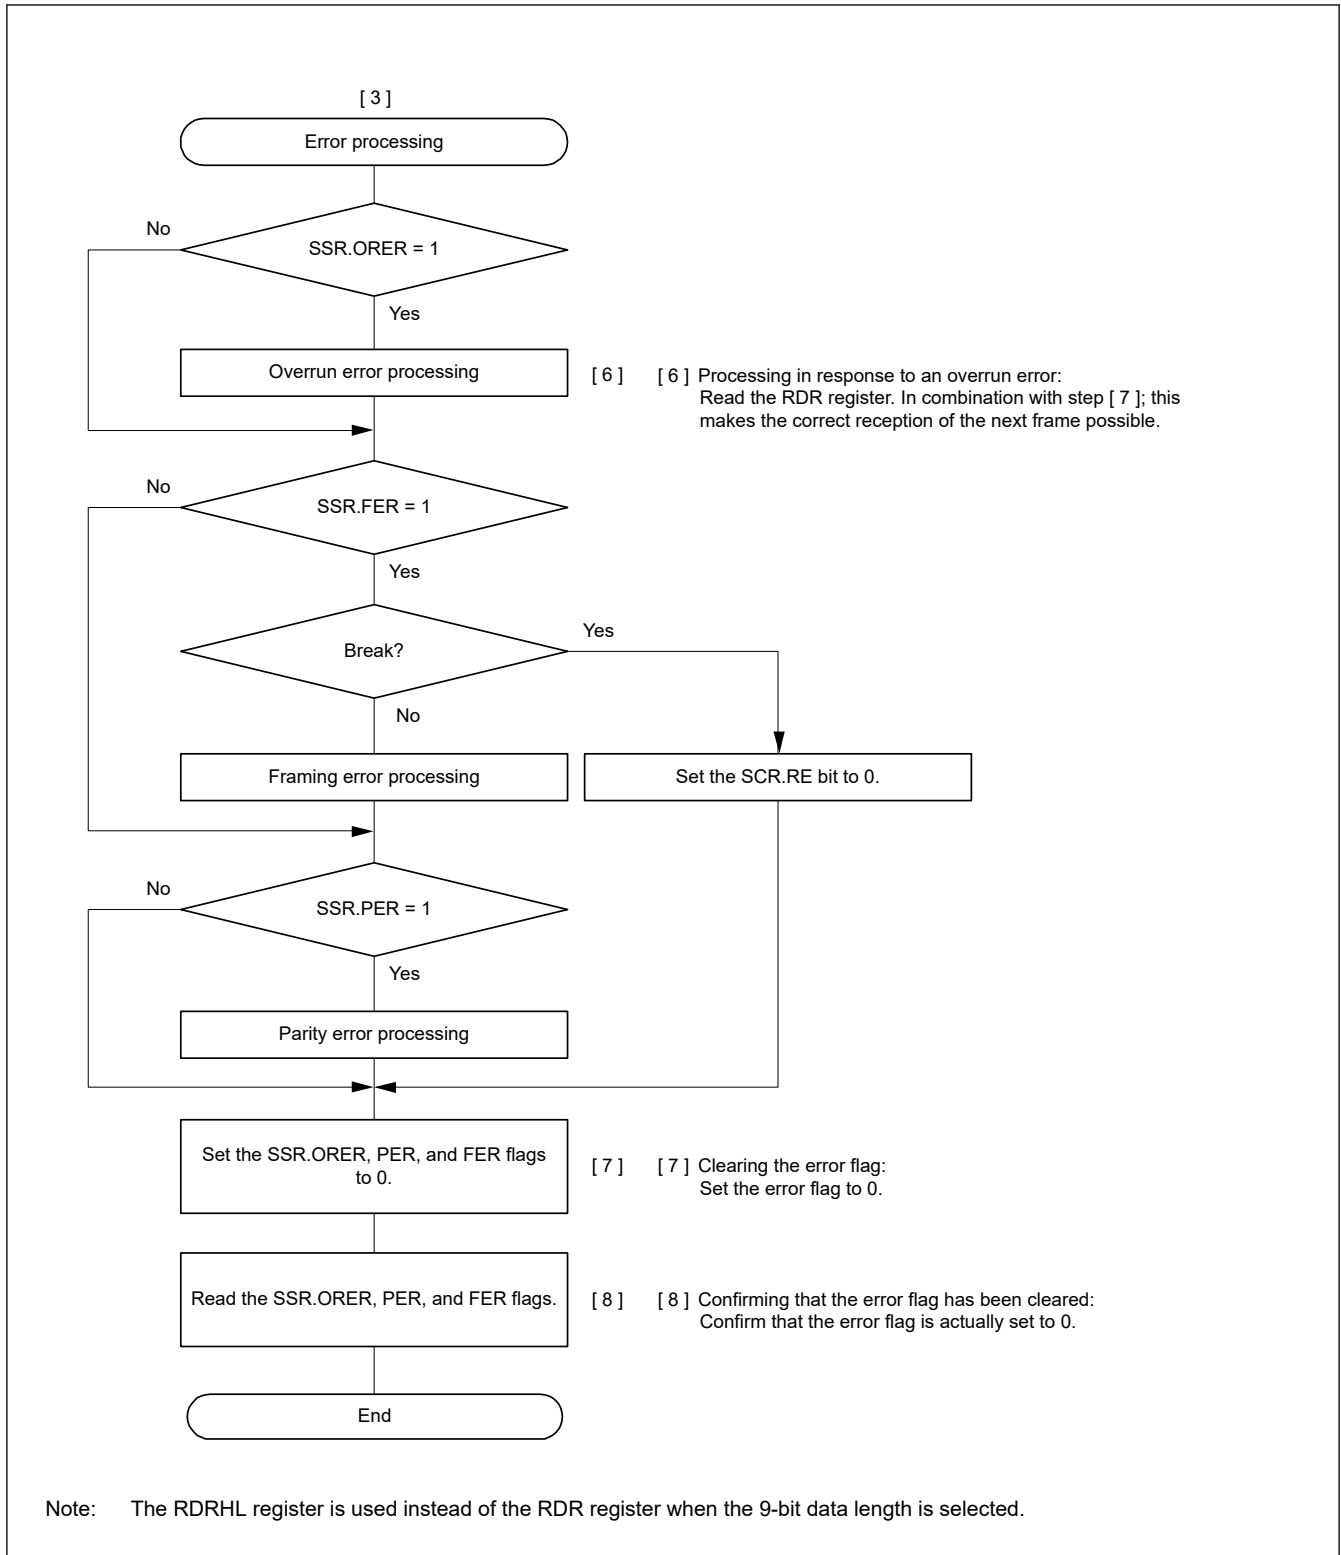 [ 3 ]
Error processing
No
SSR.ORER = 1
Yes
Overrun error processing
[ 6 ]
[ 6 ] Processing in response to an overrun error:
Read the RDR register. In combination with step [ 7 ]; this
makes the correct reception of the next frame possible.
No
SSR.FER = 1
Yes
Break?
Yes
No
Framing error processing
Set the SCR.RE bit to 0.
No
SSR.PER = 1
Yes
Parity error processing
Set the SSR.ORER, PER, and FER flags
to 0.
[ 7 ]
[ 7 ] Clearing the error flag:
Set the error flag to 0.
Read the SSR.ORER, PER, and FER flags.
[ 8 ]
[ 8 ] Confirming that the error flag has been cleared:
Confirm that the error flag is actually set to 0.
End
Note: The RDRHL register is used instead of the RDR register when the 9-bit data length is selected.